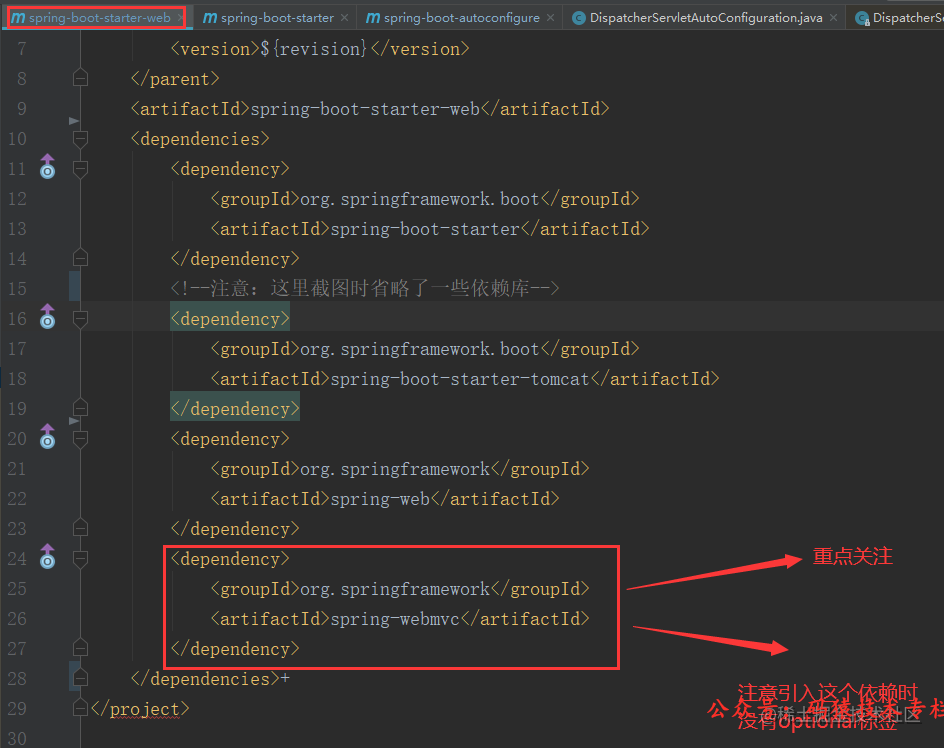 spring-boot-starter-web × spring-boot-starter × spring-boot-autoconfigure × DispatcherServletAutoConfiguration.java × DispatcherSe
7 <version>${revision}</version>
8 </parent>
9 <artifactId>spring-boot-starter-web</artifactId>
10 <dependencies>
11 <dependency>
12 <groupId>org.springframework.boot</groupId>
13 <artifactId>spring-boot-starter</artifactId>
14 </dependency>
15 <!--注意：这里截图时省略了一些依赖库-->
16 <dependency>
17 <groupId>org.springframework.boot</groupId>
18 <artifactId>spring-boot-starter-tomcat</artifactId>
19 </dependency>
20 <dependency>
21 <groupId>org.springframework</groupId>
22 <artifactId>spring-web</artifactId>
23 </dependency>
24 <dependency>
重点关注
25 <groupId>org.springframework</groupId>
26 <artifactId>spring-webmvc</artifactId>
27 </dependency>
28 </dependencies>+
29 </project>
30
注意引入这个依赖时
没有optional标签
公众号
技术专栏
@稀土掘金技术社区